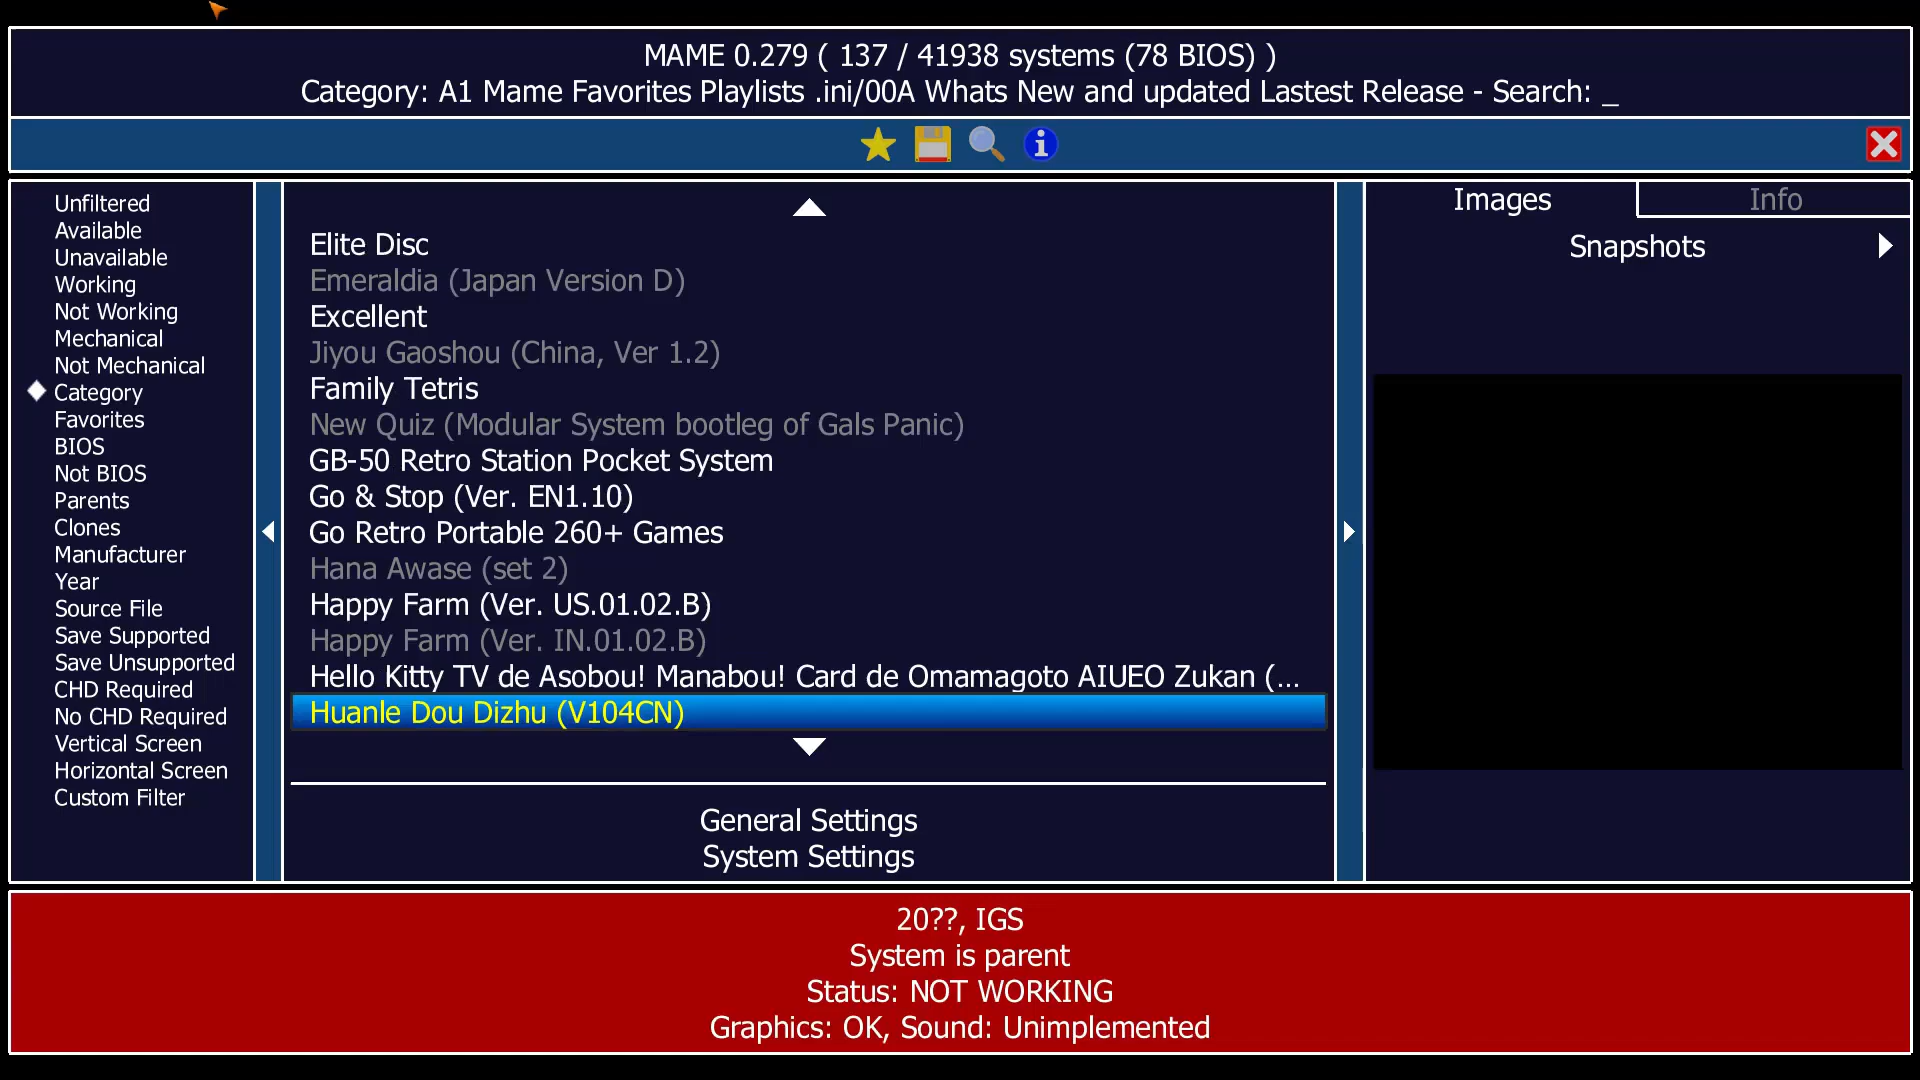 MAME 0.279 ( 137 / 41938 systems (78 BIOS) )
Category: A1 Mame Favorites Playlists .ini/00A Whats New and updated Lastest Release - Search: _
Unfiltered
Available
Unavailable
Working
Not Working
Mechanical
Not Mechanical
Category
Favorites
BIOS
Not BIOS
Parents
Clones
Manufacturer
Year
Source File
Save Supported
Save Unsupported
CHD Required
No CHD Required
Vertical Screen
Horizontal Screen
Custom Filter
Elite Disc
Emeraldia (Japan Version D)
Excellent
Jiyou Gaoshou (China, Ver 1.2)
Family Tetris
New Quiz (Modular System bootleg of Gals Panic)
GB-50 Retro Station Pocket System
Go & Stop (Ver. EN1.10)
Go Retro Portable 260+ Games
Hana Awase (set 2)
Happy Farm (Ver. US.01.02.B)
Happy Farm (Ver. IN.01.02.B)
Hello Kitty TV de Asobou! Manabou! Card de Omamagoto AIUEO Zukan (...
Huanle Dou Dizhu (V104CN)
General Settings
System Settings
Images
Info
Snapshots
20??, IGS
System is parent
Status: NOT WORKING
Graphics: OK, Sound: Unimplemented